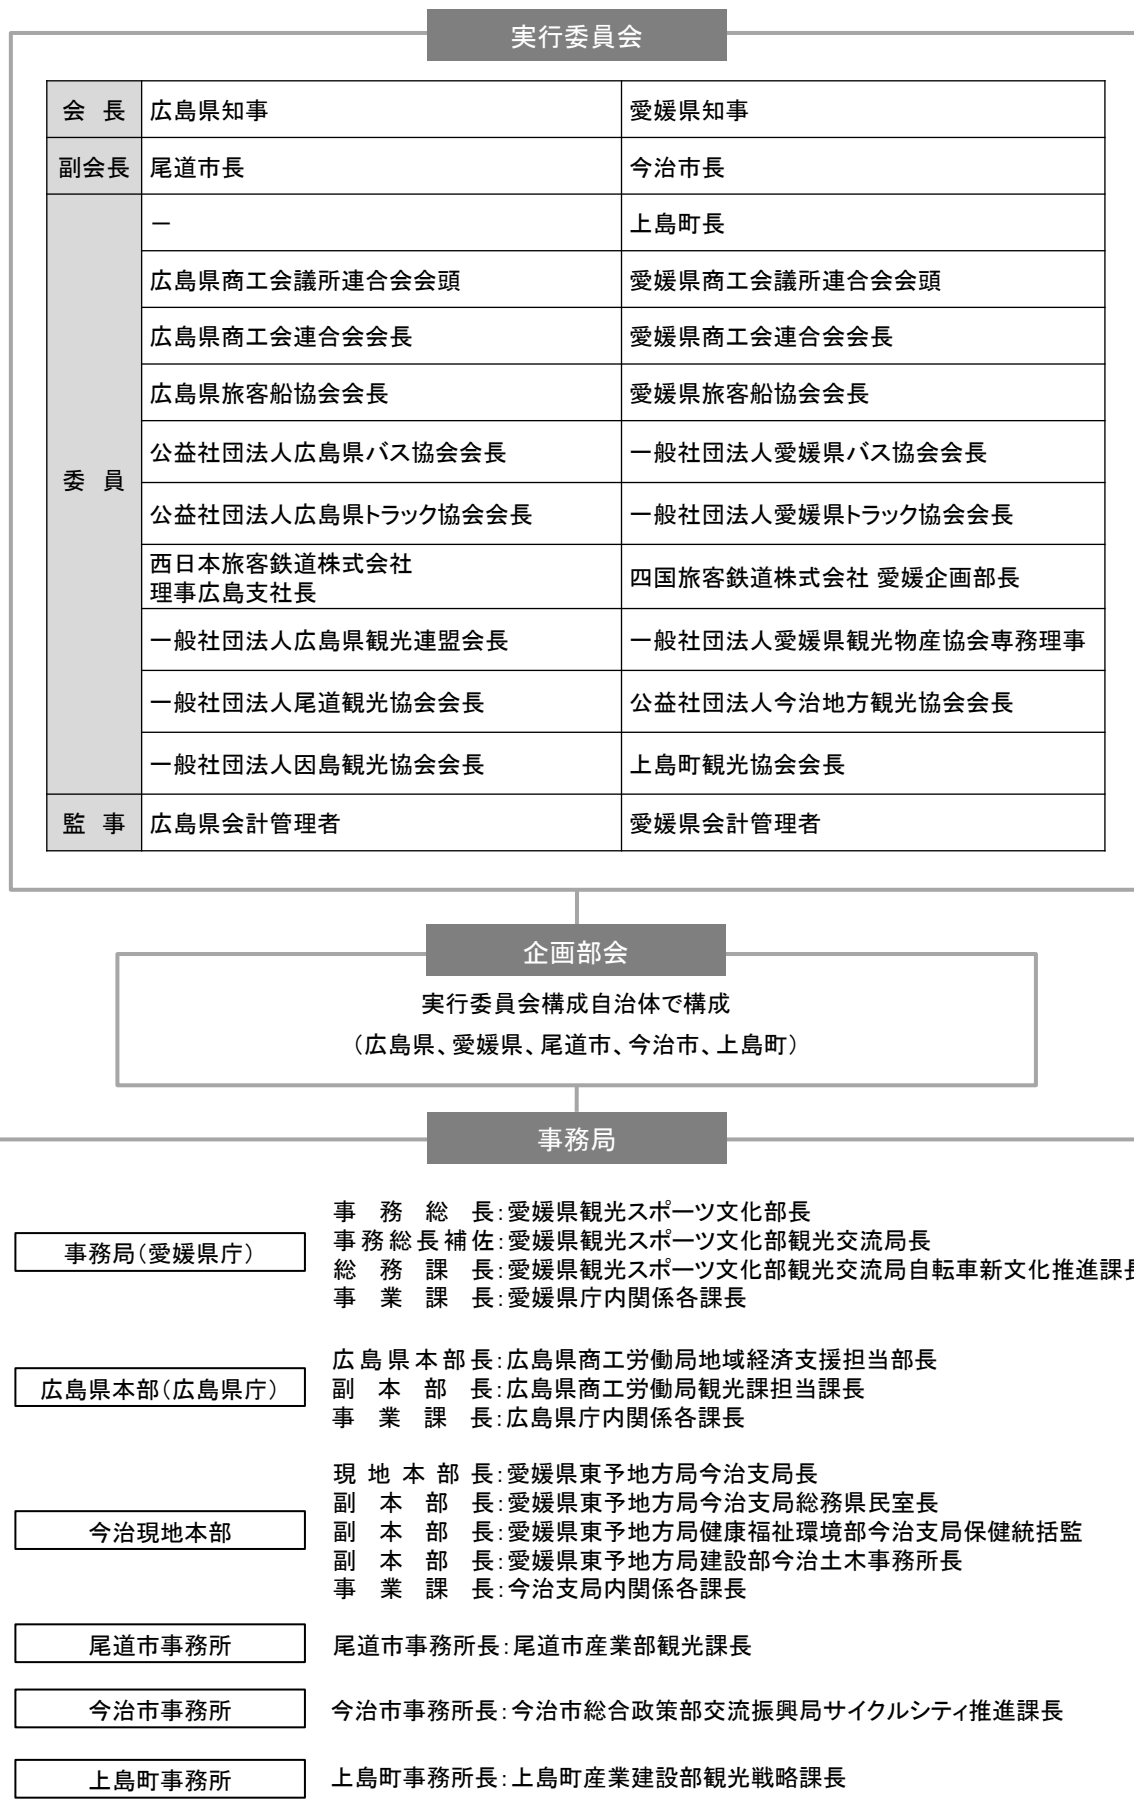 実行委員会
会 長 広島県知事 愛媛県知事
副会長 尾道市長 今治市長
委 員
－ 上島町長
広島県商工会議所連合会会頭 愛媛県商工会議所連合会会頭
広島県商工会連合会会長 愛媛県商工会連合会会長
広島県旅客船協会会長 愛媛県旅客船協会会長
公益社団法人広島県バス協会会長 一般社団法人愛媛県バス協会会長
公益社団法人広島県トラック協会会長 一般社団法人愛媛県トラック協会会長
西日本旅客鉄道株式会社
理事広島支社長
四国旅客鉄道株式会社 愛媛企画部長
一般社団法人広島県観光連盟会長 一般社団法人愛媛県観光物産協会専務理事
一般社団法人尾道観光協会会長 公益社団法人今治地方観光協会会長
一般社団法人因島観光協会会長 上島町観光協会会長
監 事 広島県会計管理者 愛媛県会計管理者
企画部会
実行委員会構成自治体で構成
（広島県、愛媛県、尾道市、今治市、上島町）
事務局
事務局（愛媛県庁）
事 務 総 長：愛媛県観光スポーツ文化部長
事務総長補佐：愛媛県観光スポーツ文化部観光交流局長
総 務 課 長：愛媛県観光スポーツ文化部観光交流局自転車新文化推進課長
事 業 課 長：愛媛県庁内関係各課長
広島県本部（広島県庁）
広島県本部長：広島県商工労働局地域経済支援担当部長
副 本 部 長：広島県商工労働局観光課担当課長
事 業 課 長：広島県庁内関係各課長
今治現地本部
現 地 本 部 長：愛媛県東予地方局今治支局長
副 本 部 長：愛媛県東予地方局今治支局総務県民室長
副 本 部 長：愛媛県東予地方局健康福祉環境部今治支局保健統括監
副 本 部 長：愛媛県東予地方局建設部今治土木事務所長
事 業 課 長：今治支局内関係各課長
尾道市事務所 尾道市事務所長：尾道市産業部観光課長
今治市事務所 今治市事務所長：今治市総合政策部交流振興局サイクルシティ推進課長
上島町事務所 上島町事務所長：上島町産業建設部観光戦略課長